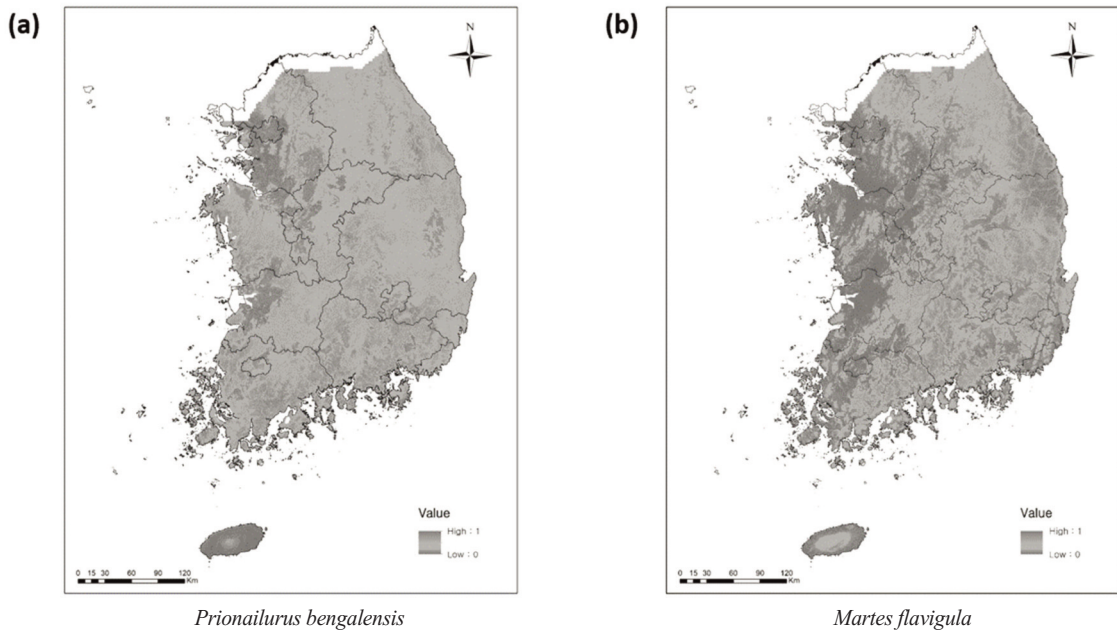 (a)
N
Value
High : 1
Low : 0
0 15 30 60 90 120
Km
Prionailurus bengalensis
(b)
N
Value
High : 1
Low : 0
0 15 30 60 90 120
Km
Martes flavigula